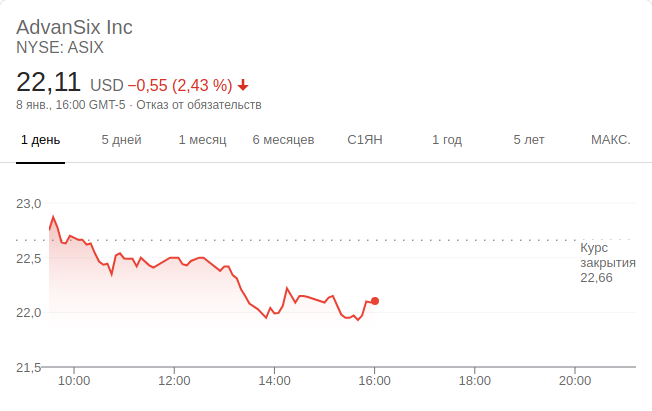 AdvanSix Inc
NYSE: ASIX
22,11 USD −0,55 (2,43 %)
8 янв., 16:00 GMT-5 · Отказ от обязательств
1 день 5 дней 1 месяц 6 месяцев С1ЯН 1 год 5 лет МАКС.
23,0
Курс
закрытия
22,66
22,5
22,0
21,5
10:00 12:00 14:00 16:00 18:00 20:00